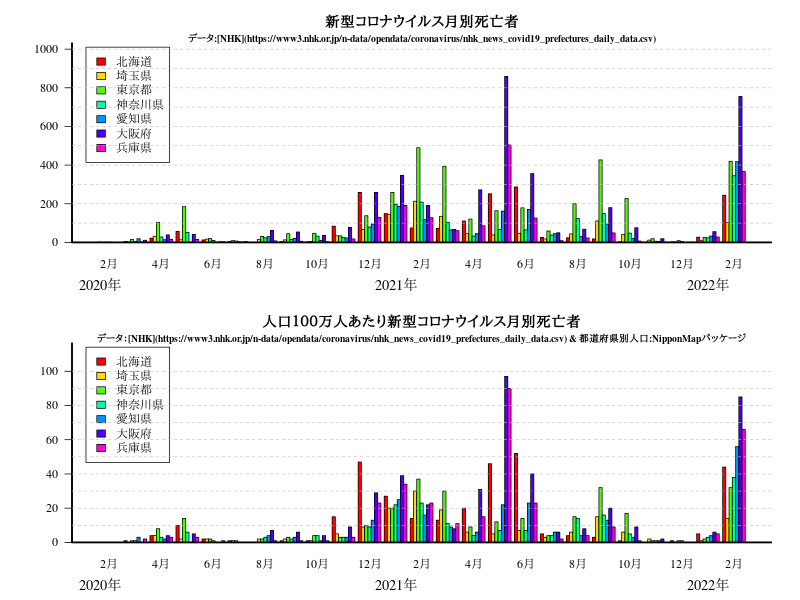 新型コロナウイルス月別死亡者
データ:[NHK](https://www3.nhk.or.jp/n-data/opendata/coronavirus/nhk_news_covid19_prefectures_daily_data.csv)
1000
800
600
400
200
0
北海道
埼玉県
東京都
神奈川県
愛知県
大阪府
兵庫県
2月 4月 6月 8月 10月 12月 2月 4月 6月 8月 10月 12月 2月
2020年 2021年 2022年
人口100万人あたり新型コロナウイルス月別死亡者
データ:[NHK](https://www3.nhk.or.jp/n-data/opendata/coronavirus/nhk_news_covid19_prefectures_daily_data.csv) & 都道府県別人口:NipponMapパッケージ
100
80
60
40
20
0
北海道
埼玉県
東京都
神奈川県
愛知県
大阪府
兵庫県
2月 4月 6月 8月 10月 12月 2月 4月 6月 8月 10月 12月 2月
2020年 2021年 2022年